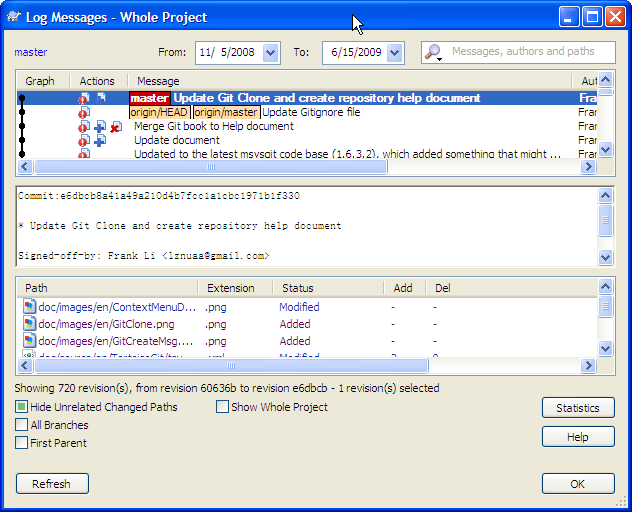 Log Messages - Whole Project
master From: 11/ 5/2008 To: 6/15/2009 Messages, authors and paths
Graph Actions Message Aut
master Update Git Clone and create repository help document Fran
origin/HEAD origin/master Update Gitignore file Fran
Merge Git book to Help document Fran
Update document Fran
Updated to the latest msysgit code base (1.6.3.2), which added something that might ... Fran
Commit:e6dbcb8a41a49a210d4b7fcc1a1cbc1971b1f330
* Update Git Clone and create repository help document
Signed-off-by: Frank Li <lznuaa@gmail.com>
Path Extension Status Add Del
doc/images/en/ContextMenuD... .png Modified - -
doc/images/en/GitClone.png .png Added - -
doc/images/en/GitCreateMsg.... .png Added - -
Showing 720 revision(s), from revision 60636b to revision e6dbcb - 1 revision(s) selected
Hide Unrelated Changed Paths Show Whole Project Statistics
All Branches
First Parent Help
Refresh OK